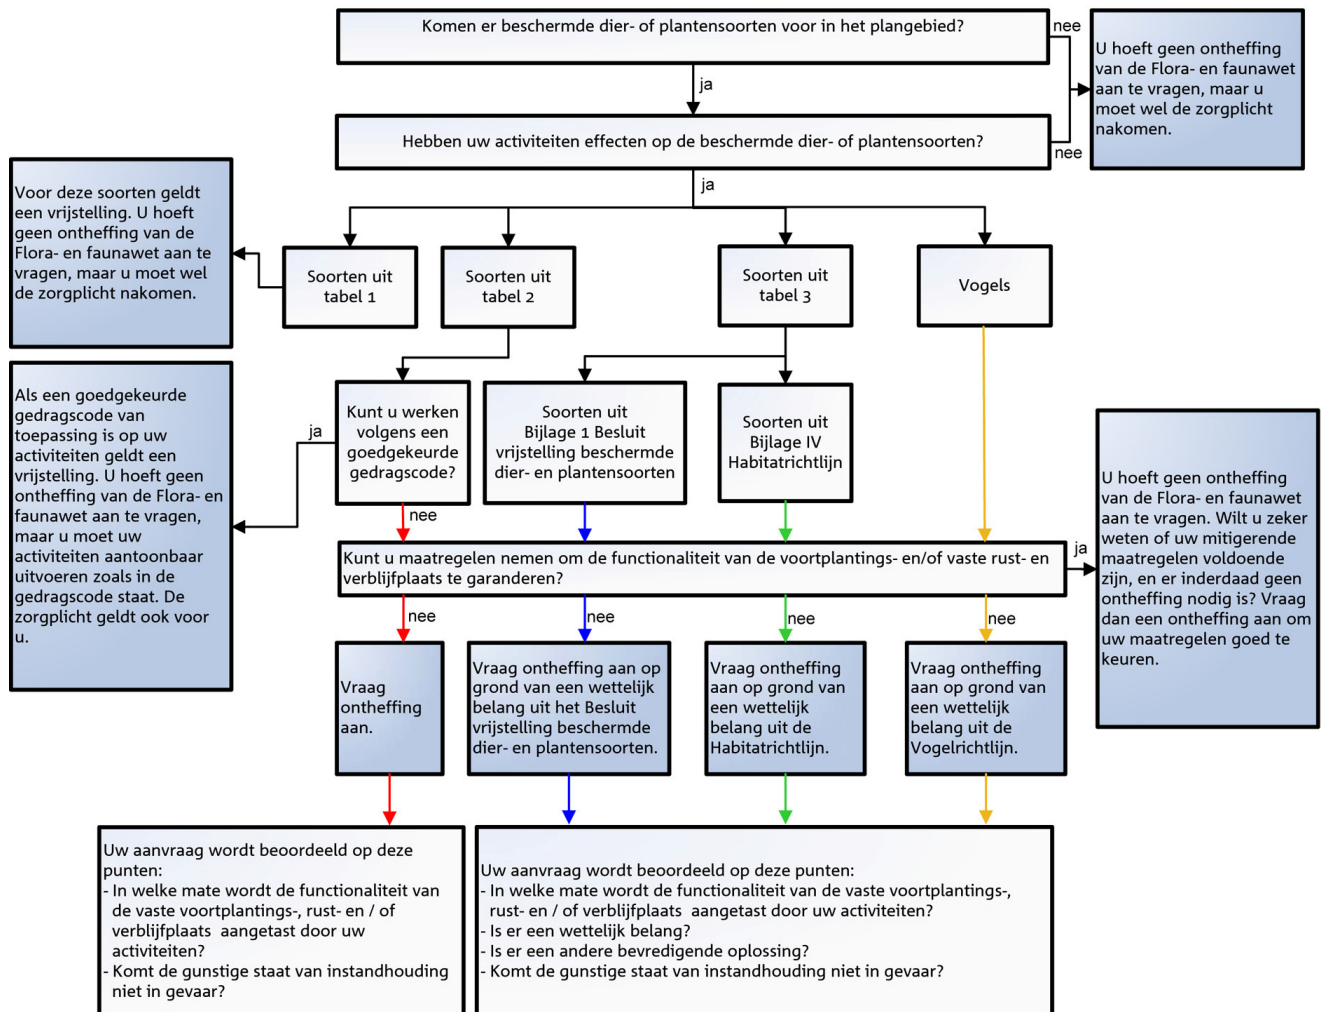 Komen er beschermde dier- of plantensoorten voor in het plangebied?
nee
U hoeft geen ontheffing
van de Flora- en faunawet
aan te vragen, maar u
moet wel de zorgplicht
nakomen.
ja
Hebben uw activiteiten effecten op de beschermde dier- of plantensoorten?
nee
ja
Voor deze soorten geldt
een vrijstelling. U hoeft
geen ontheffing van de
Flora- en faunawet aan te
vragen, maar u moet wel
de zorgplicht nakomen.
Soorten uit
tabel 1
Soorten uit
tabel 2
Soorten uit
tabel 3
Vogels
Als een goedgekeurde
gedragscode van
toepassing is op uw
activiteiten geldt een
vrijstelling. U hoeft geen
ontheffing van de Flora- en
faunawet aan te vragen,
maar u moet uw
activiteiten aantoonbaar
uitvoeren zoals in de
gedragscode staat. De
zorgplicht geldt ook voor
u.
ja
Kunt u werken
volgens een
goedgekeurde
gedragscode?
Soorten uit
Bijlage 1 Besluit
vrijstelling beschermde
dier- en plantensoorten
Soorten uit
Bijlage IV
Habitatrichtlijn
nee
Kunt u maatregelen nemen om de functionaliteit van de voortplantings- en/of vaste rust- en
verblijfplaats te garanderen?
ja
U hoeft geen ontheffing
van de Flora- en faunawet
aan te vragen. Wilt u zeker
weten of uw mitigerende
maatregelen voldoende
zijn, en er inderdaad geen
ontheffing nodig is? Vraag
dan een ontheffing aan om
uw maatregelen goed te
keuren.
nee
nee
nee
nee
Vraag
ontheffing
aan.
Vraag ontheffing aan op
grond van een wettelijk
belang uit het Besluit
vrijstelling beschermde
dier- en plantensoorten.
Vraag ontheffing
aan op grond van
een wettelijk
belang uit de
Habitatrichtlijn.
Vraag ontheffing
aan op grond van
een wettelijk
belang uit de
Vogelrichtlijn.
Uw aanvraag wordt beoordeeld op deze
punten:
- In welke mate wordt de functionaliteit van
de vaste voortplantings-, rust- en / of
verblijfplaats aangetast door uw
activiteiten?
- Komt de gunstige staat van instandhouding
niet in gevaar?
Uw aanvraag wordt beoordeeld op deze punten:
- In welke mate wordt de functionaliteit van de vaste voortplantings-,
rust- en / of verblijfplaats aangetast door uw activiteiten?
- Is er een wettelijk belang?
- Is er een andere bevredigende oplossing?
- Komt de gunstige staat van instandhouding niet in gevaar?